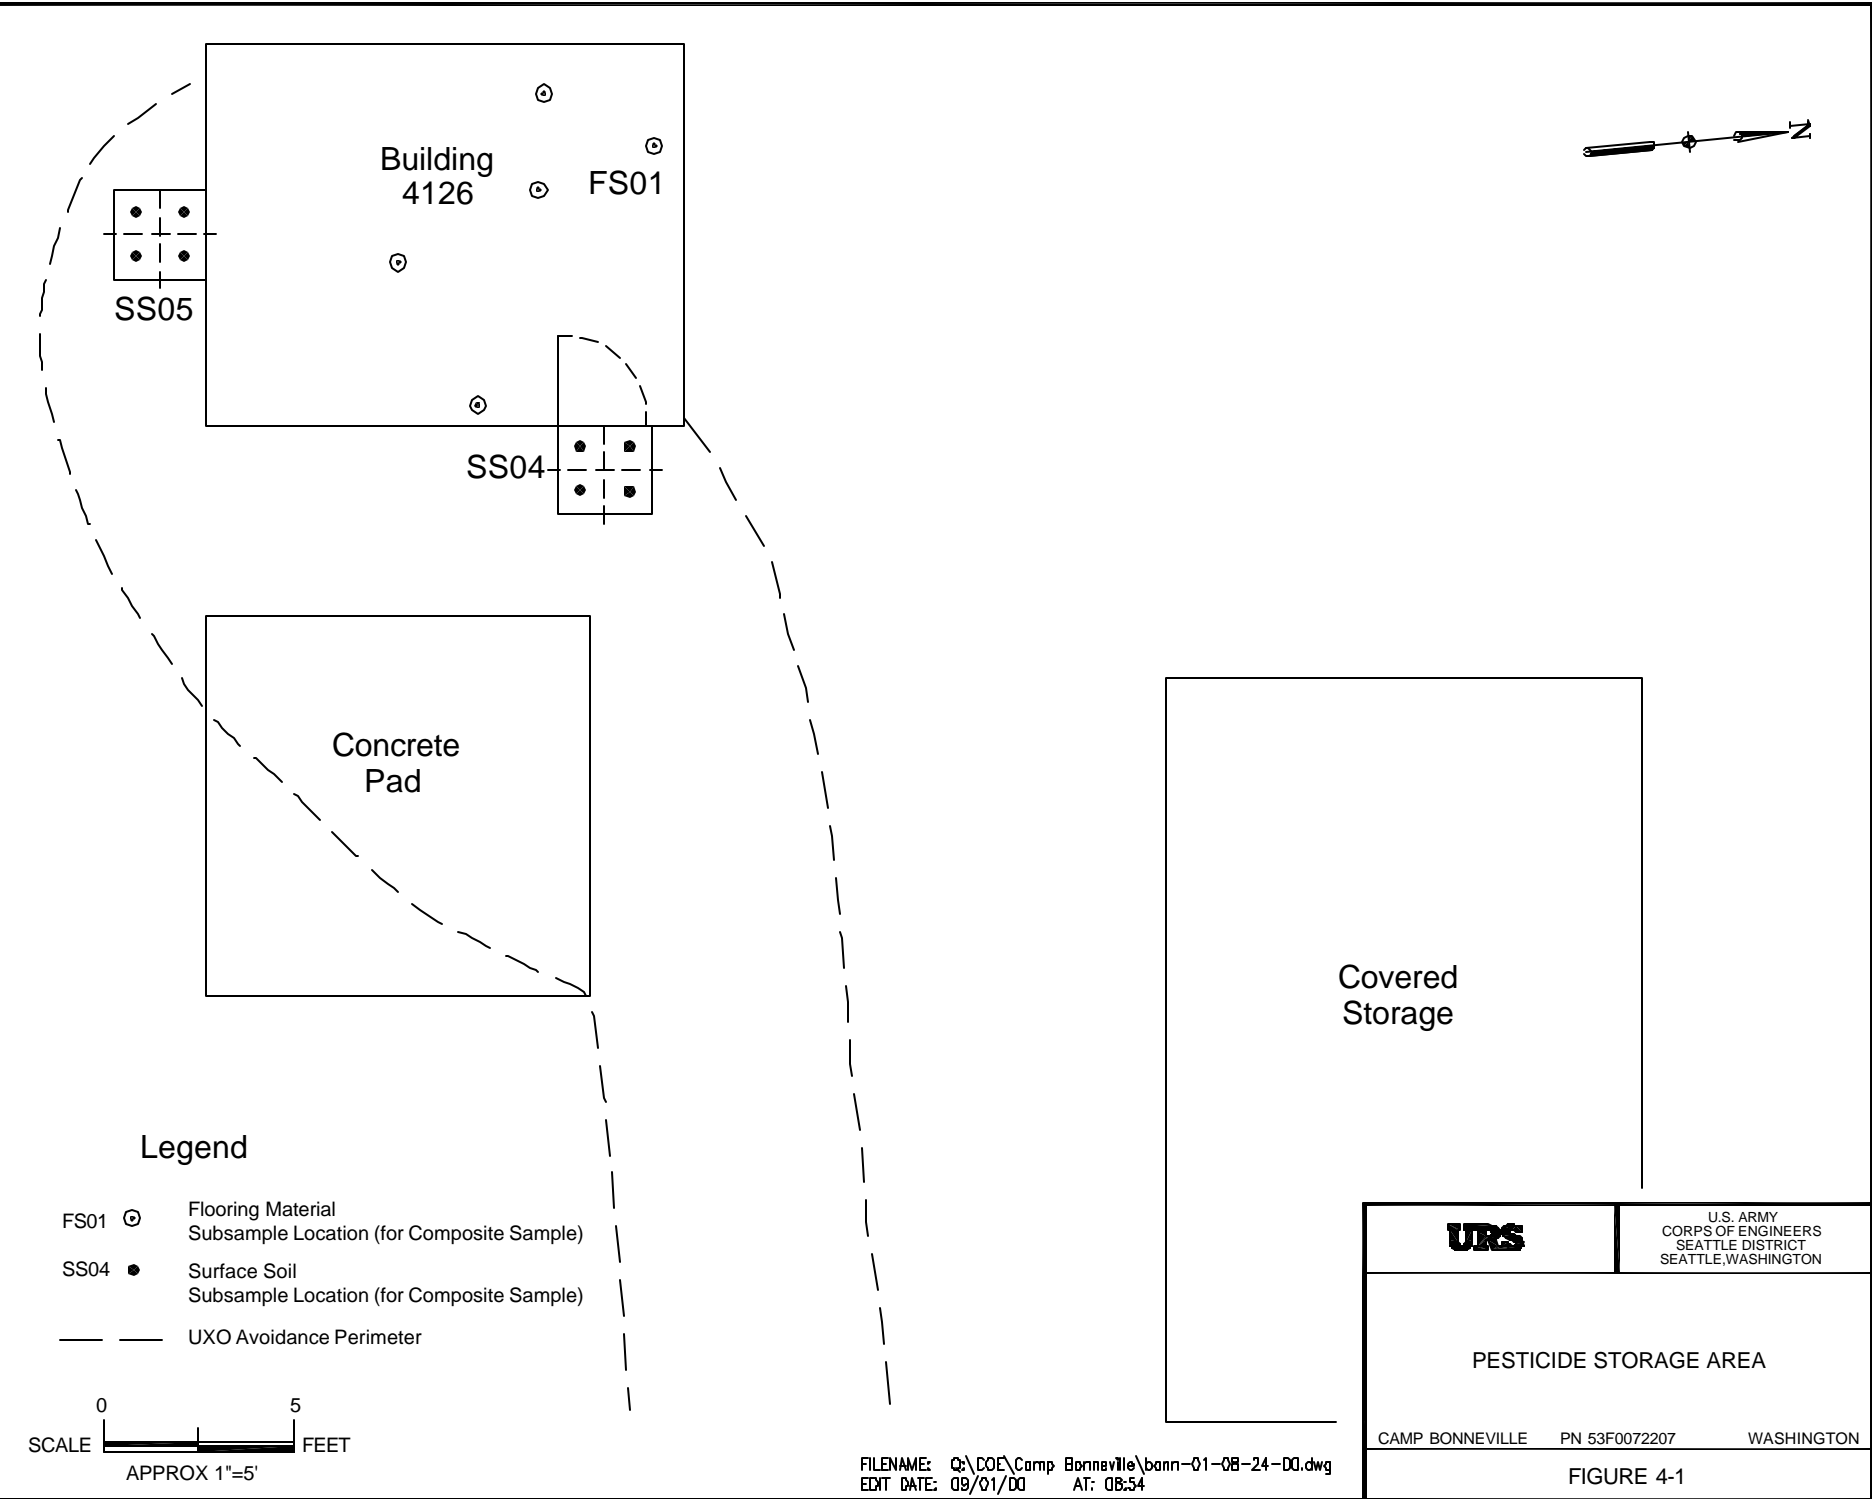 Building
4126
FS01
N
SS05
SS04
Concrete
Pad
Covered
Storage
Legend
FS01 Flooring Material
Subsample Location (for Composite Sample)
SS04 Surface Soil
Subsample Location (for Composite Sample)
UXO Avoidance Perimeter
0 5
SCALE FEET
APPROX 1"=5'
FILENAME: Q:\COE\Camp Bonneville\bonn-01-08-24-00.dwg
EDIT DATE: 09/01/00 AT: 08:54
URS
U.S. ARMY
CORPS OF ENGINEERS
SEATTLE DISTRICT
SEATTLE,WASHINGTON
PESTICIDE STORAGE AREA
CAMP BONNEVILLE PN 53F0072207 WASHINGTON
FIGURE 4-1